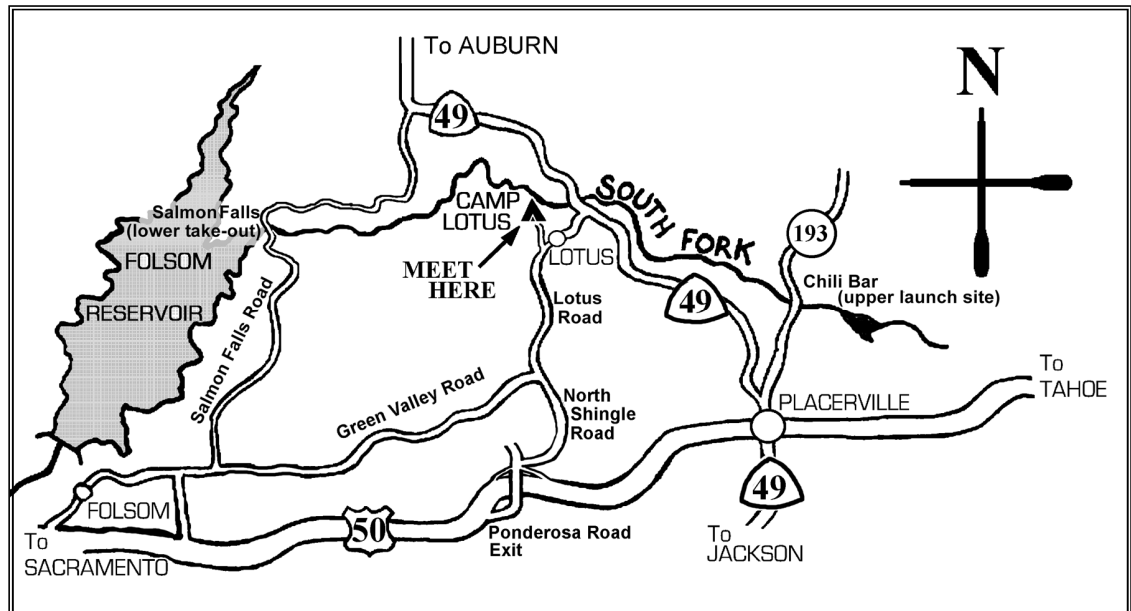 To AUBURN
N
49
CAMP
LOTUS
SOUTH FORK
Salmon Falls
(lower take-out)
193
FOLSOM
LOTUS
MEET
HERE
Chili Bar
(upper launch site)
49
Lotus
Road
RESERVOIR
Salmon Falls Road
To
TAHOE
Green Valley Road
North
Shingle
Road
PLACERVILLE
49
FOLSOM
50
Ponderosa Road
Exit
To
JACKSON
To
SACRAMENTO